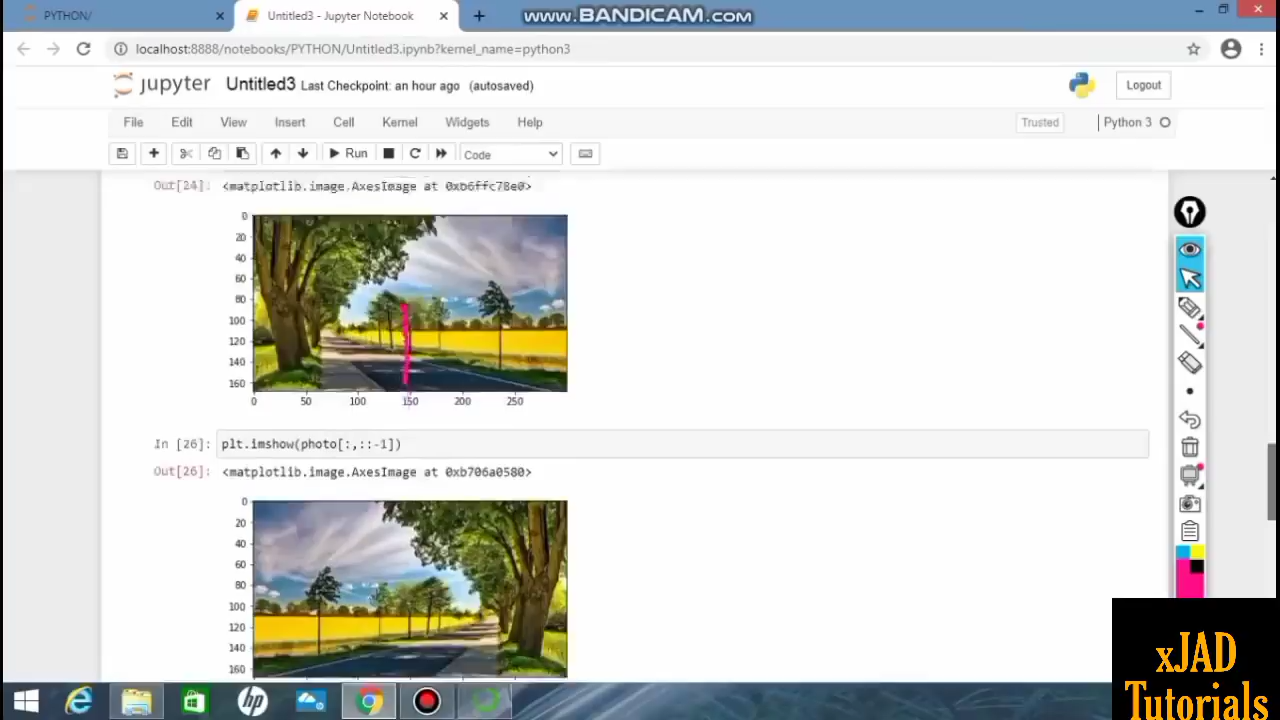 PYTHON/
Untitled3 - Jupyter Notebook
www.BANDICAM.com
localhost:8888/notebooks/PYTHON/Untitled3.ipynb?kernel_name=python3
jupyter Untitled3 Last Checkpoint: an hour ago (autosaved)
Logout
File Edit View Insert Cell Kernel Widgets Help
Trusted
Python 3
Run
Code
Out[24]: <matplotlib.image.AxesImage at 0xb6ffc78e0>
0
20
40
60
80
100
120
140
160
0 50 100 150 200 250
In [26]: plt.imshow(photo[:,::-1])
Out[26]: <matplotlib.image.AxesImage at 0xb706a0580>
0
20
40
60
80
100
120
140
160
hp
xJAD
Tutorials